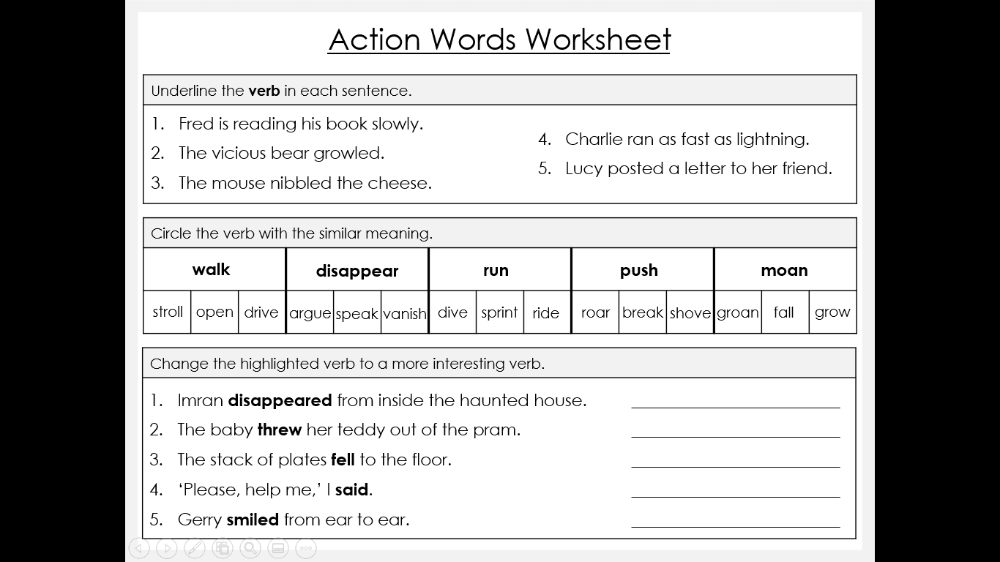 Action Words Worksheet
Underline the verb in each sentence.
1. Fred is reading his book slowly.
2. The vicious bear growled.
3. The mouse nibbled the cheese.
4. Charlie ran as fast as lightning.
5. Lucy posted a letter to her friend.
Circle the verb with the similar meaning.
walk disappear run push moan
stroll open drive argue speak vanish dive sprint ride roar break shove groan fall grow
Change the highlighted verb to a more interesting verb.
1. Imran disappeared from inside the haunted house.
2. The baby threw her teddy out of the pram.
3. The stack of plates fell to the floor.
4. ‘Please, help me,’ I said.
5. Gerry smiled from ear to ear.